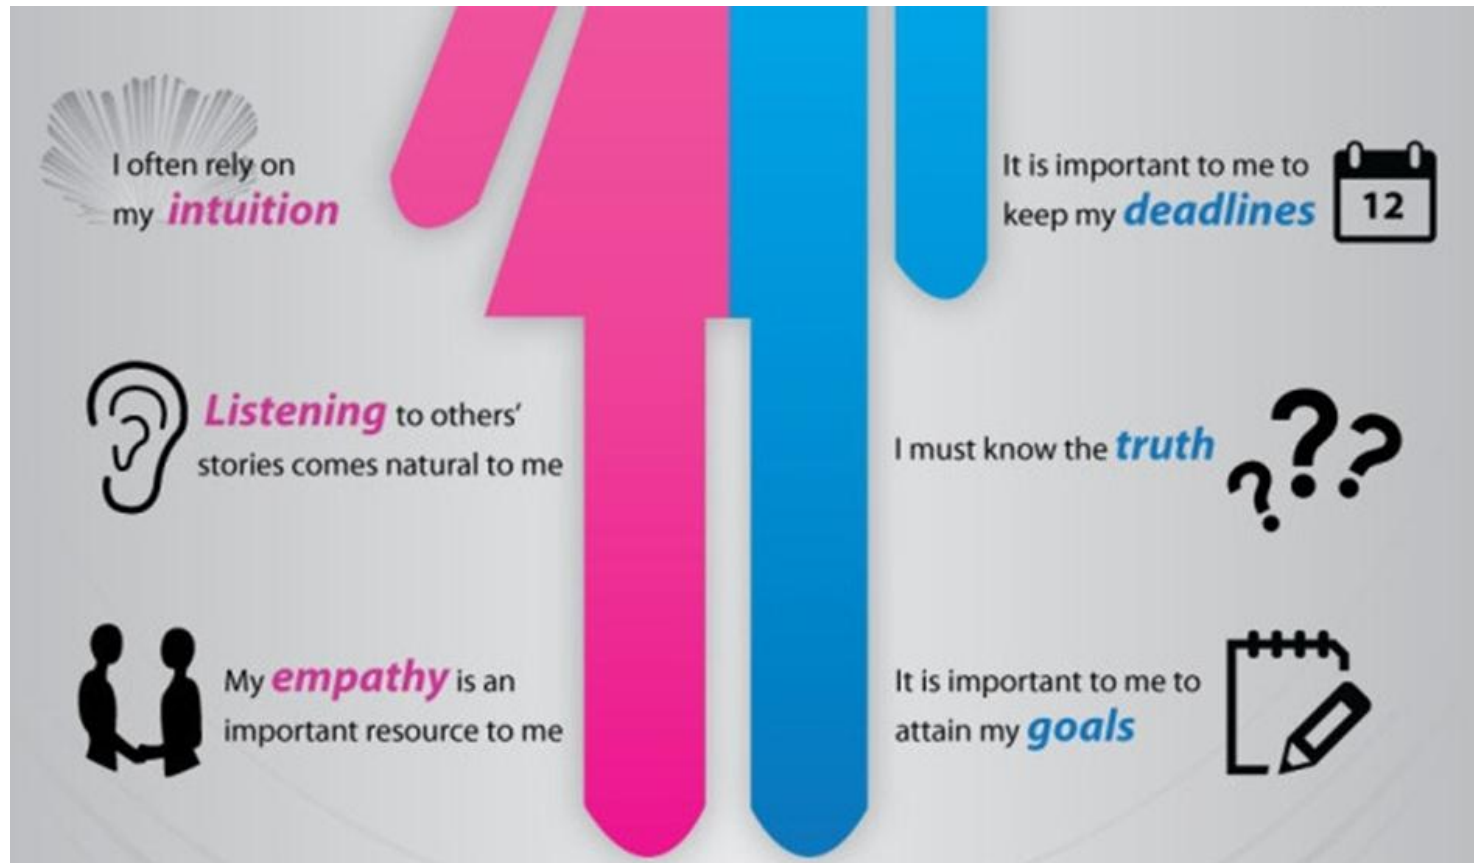 I often rely on
my intuition
Listening to others’
stories comes natural to me
My empathy is an
important resource to me
It is important to me to
keep my deadlines
12
I must know the truth
???
It is important to me to
attain my goals